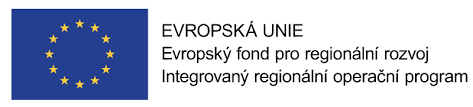 EVROPSKÁ UNIE
Evropský fond pro regionální rozvoj
Integrovaný regionální operační program